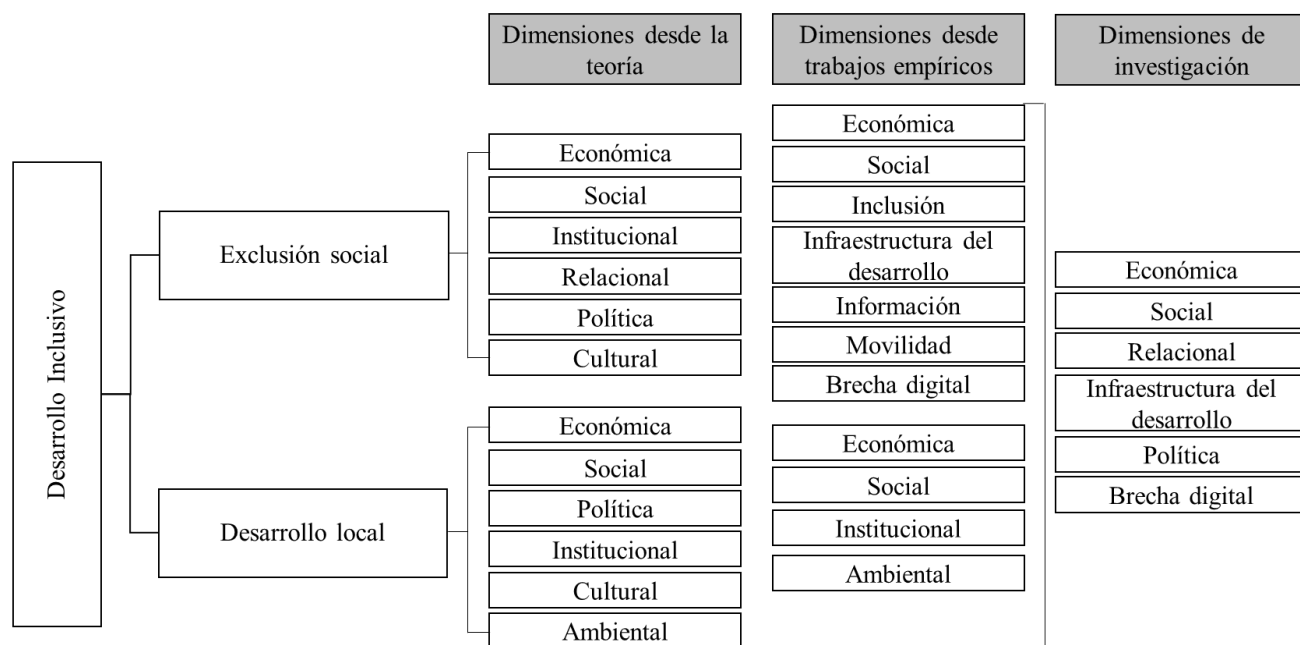 Dimensiones desde la
teoría
Dimensiones desde
trabajos empíricos
Dimensiones de
investigación
Desarrollo Inclusivo
Exclusión social
Desarrollo local
Económica
Social
Institucional
Relacional
Política
Cultural
Económica
Social
Política
Institucional
Cultural
Ambiental
Económica
Social
Inclusión
Infraestructura del
desarrollo
Información
Movilidad
Brecha digital
Económica
Social
Institucional
Ambiental
Económica
Social
Relacional
Infraestructura del
desarrollo
Política
Brecha digital